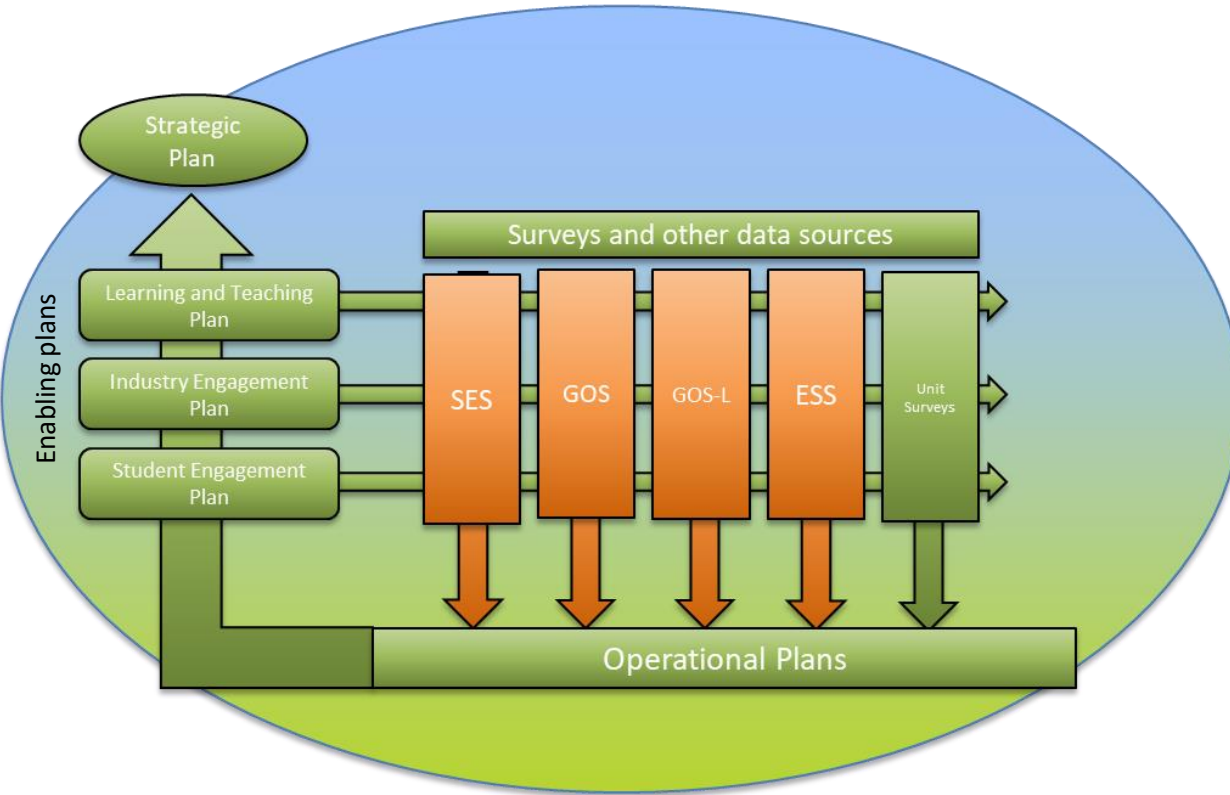 Strategic
Plan
Surveys and other data sources
Enabling plans
Learning and Teaching
Plan
Industry Engagement
Plan
Student Engagement
Plan
SES
GOS
GOS-L
ESS
Unit
Surveys
Operational Plans